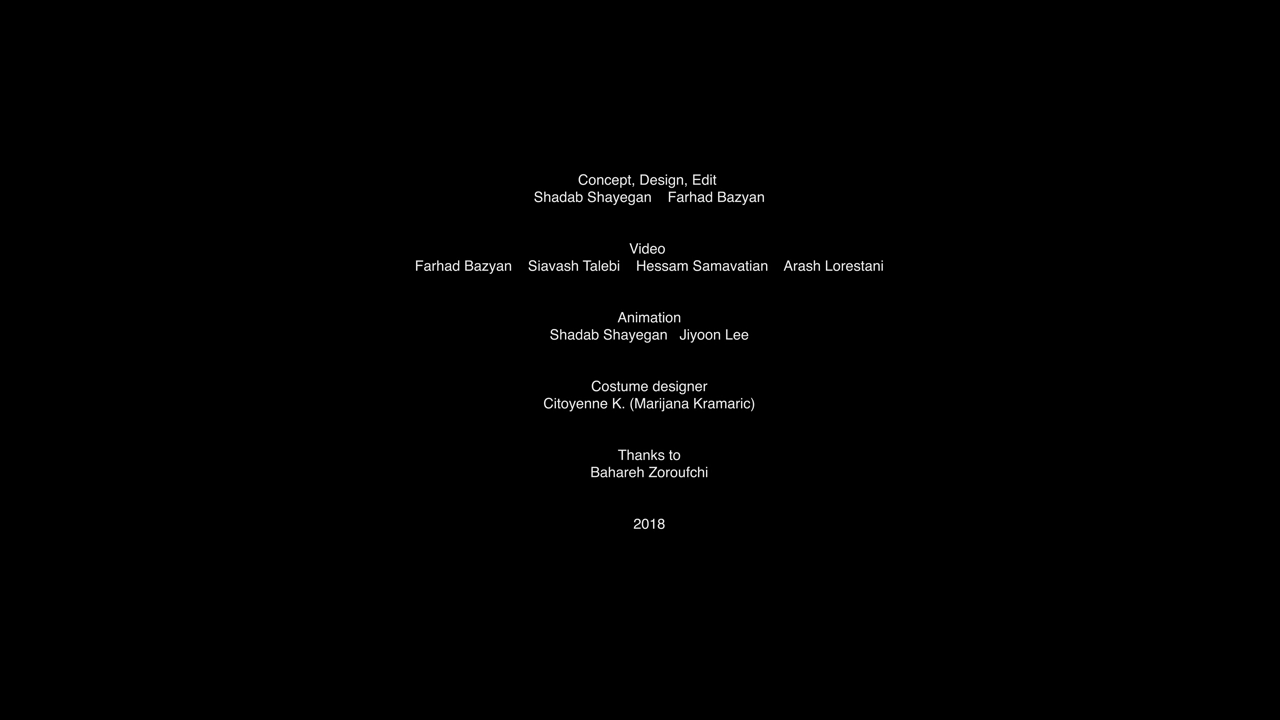 Concept, Design, Edit
Shadab Shayegan Farhad Bazyan
Video
Farhad Bazyan Siavash Talebi Hessam Samavatian Arash Lorestani
Animation
Shadab Shayegan Jiyoon Lee
Costume designer
Citoyenne K. (Marijana Kramaric)
Thanks to
Bahareh Zoroufchi
2018